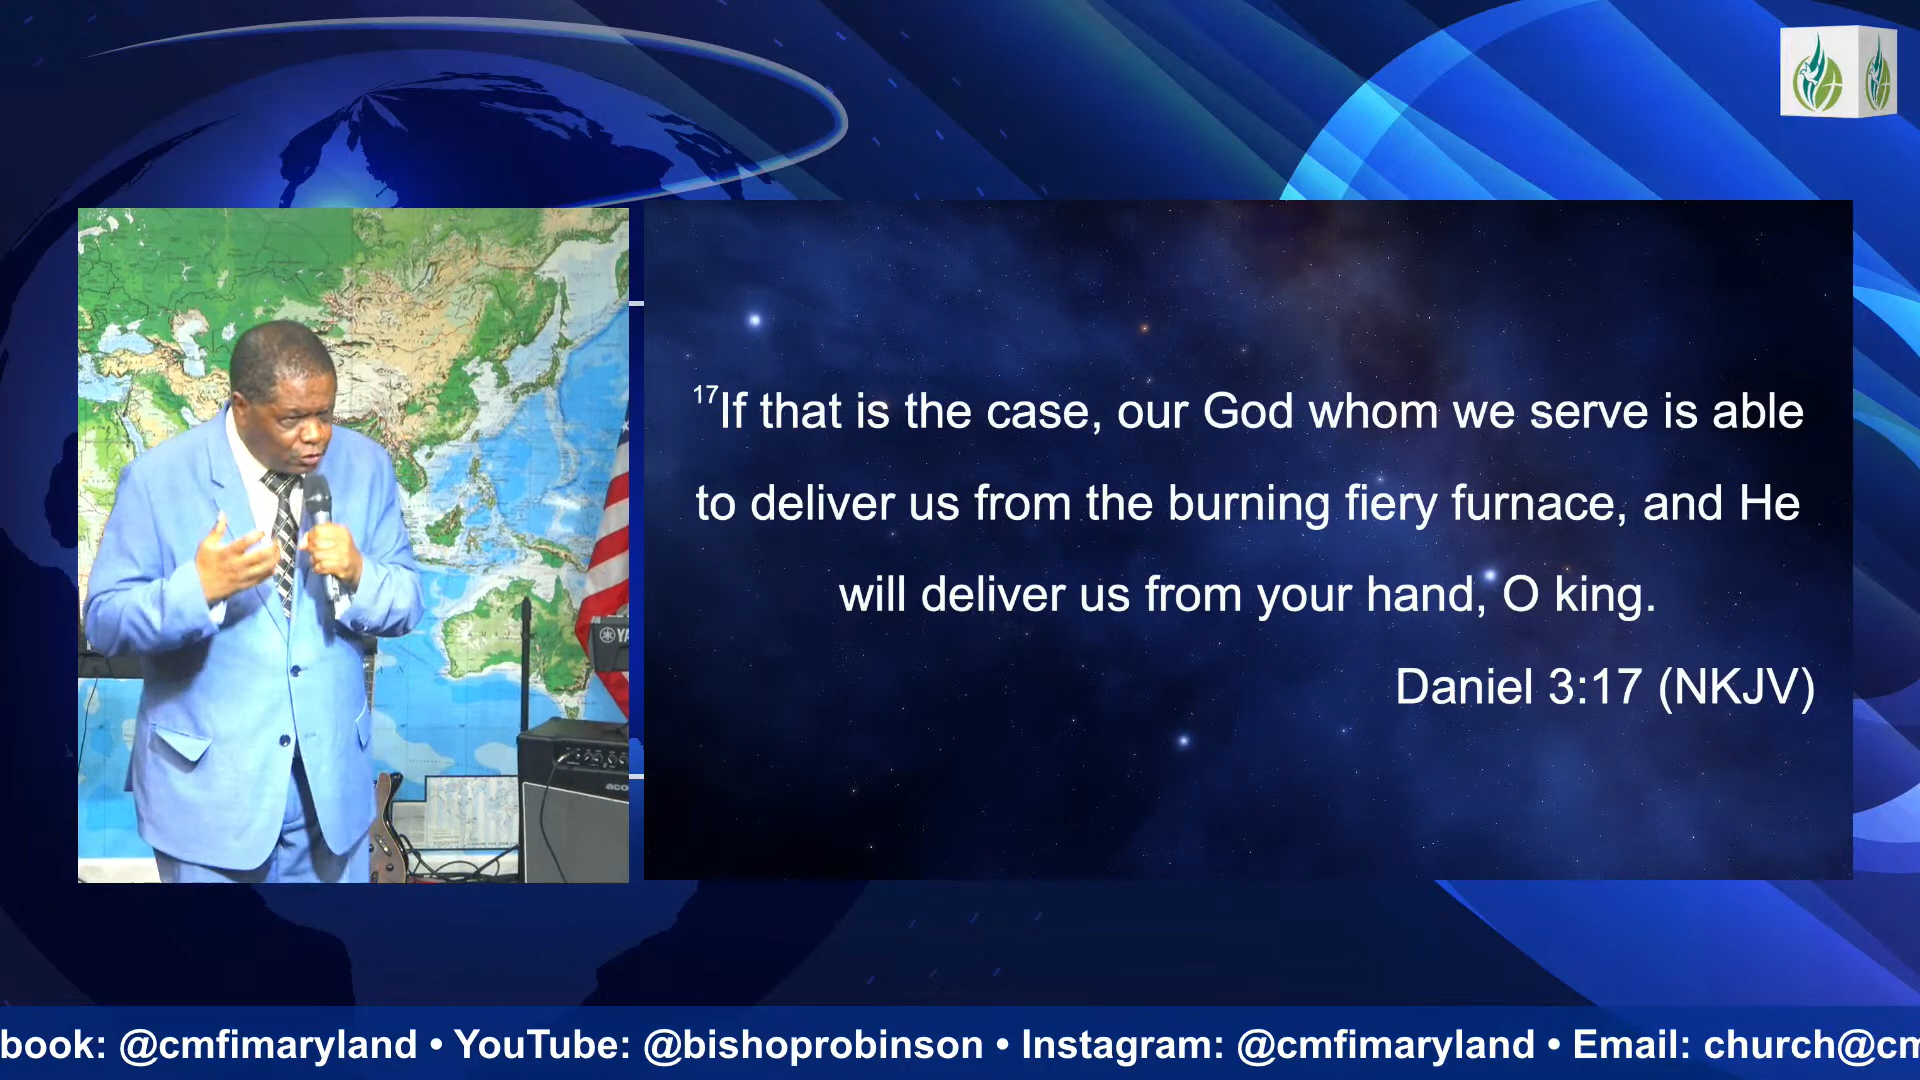 17If that is the case, our God whom we serve is able
to deliver us from the burning fiery furnace, and He
will deliver us from your hand, O king.
Daniel 3:17 (NKJV)
book: @cmfimaryland • YouTube: @bishoprobinson • Instagram: @cmfimaryland • Email: church@cm